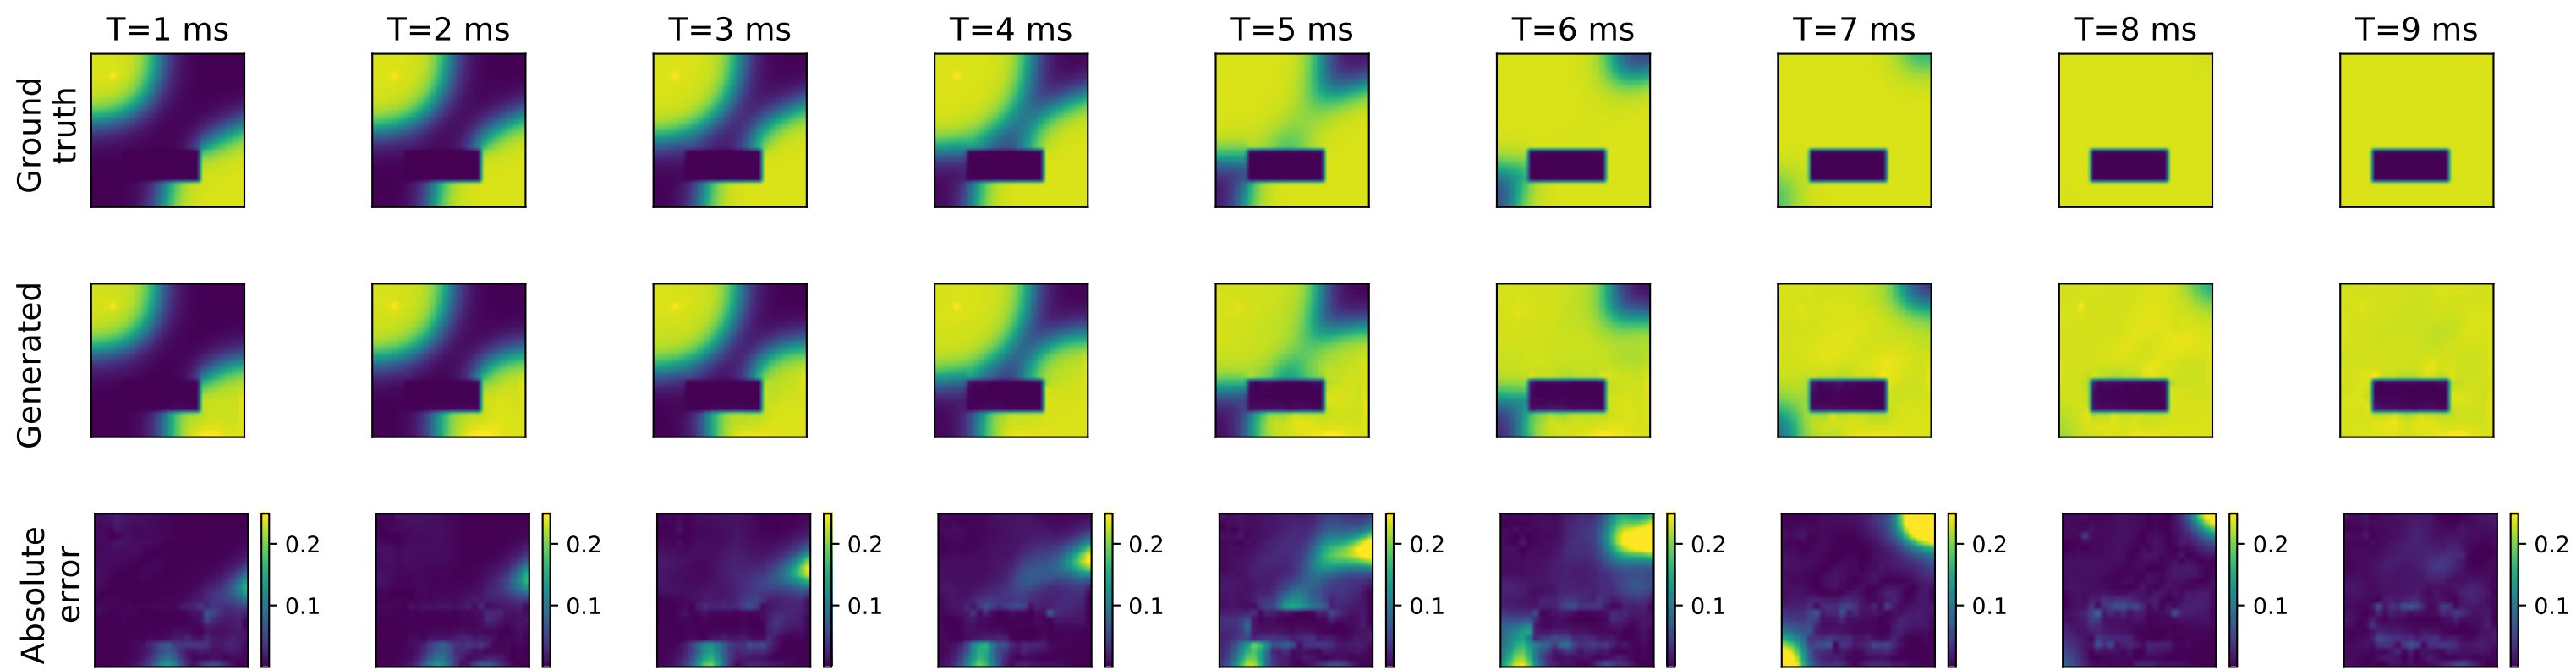 T=1 ms T=2 ms T=3 ms T=4 ms T=5 ms T=6 ms T=7 ms T=8 ms T=9 ms
Ground
truth
Generated
Absolute
error
0.2 0.2 0.2 0.2 0.2 0.2 0.2 0.2 0.2
0.1 0.1 0.1 0.1 0.1 0.1 0.1 0.1 0.1